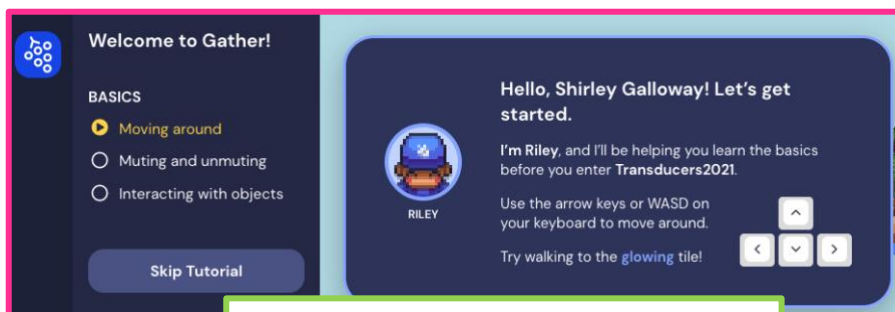 Welcome to Gather!
BASICS
Moving around
Muting and unmuting
Interacting with objects
Skip Tutorial
Hello, Shirley Galloway! Let's get
started.
I'm Riley, and I'll be helping you learn the basics
before you enter Transducers2021.
Use the arrow keys or WASD on
your keyboard to move around.
Try walking to the glowing tile!
RILEY